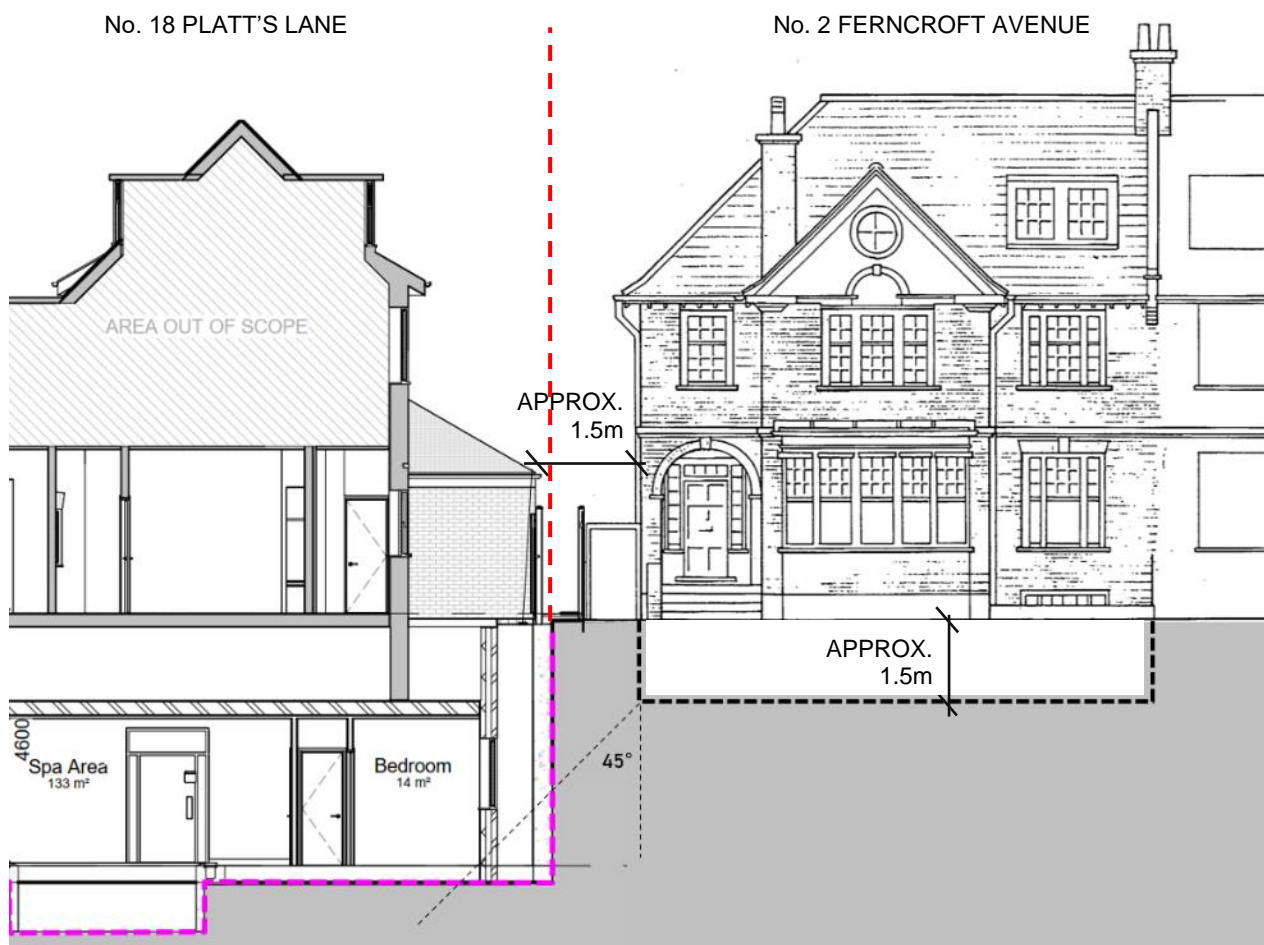 No. 18 PLATT’S LANE
No. 2 FERNCROFT AVENUE
AREA OUT OF SCOPE
APPROX.
1.5m
APPROX.
1.5m
4600
Spa Area
133 m²
Bedroom
14 m²
45°